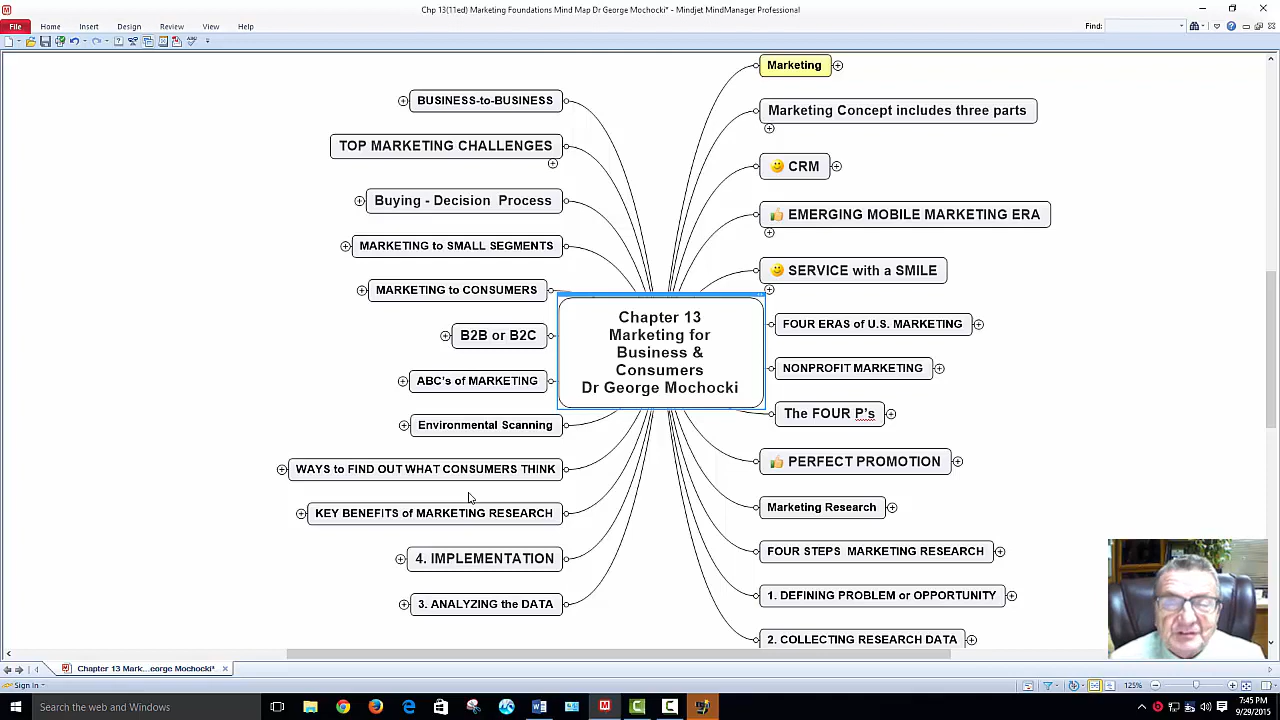 Chp 13(11ed) Marketing Foundations Mind Map Dr George Mochocki* - Mindjet MindManager Professional
File Home Insert Design Review View Help
Find:
Marketing
BUSINESS-to-BUSINESS
Marketing Concept includes three parts
TOP MARKETING CHALLENGES
CRM
Buying - Decision Process
EMERGING MOBILE MARKETING ERA
MARKETING to SMALL SEGMENTS
SERVICE with a SMILE
MARKETING to CONSUMERS
Chapter 13
Marketing for
Business &
Consumers
Dr George Mochocki
FOUR ERAS of U.S. MARKETING
B2B or B2C
NONPROFIT MARKETING
ABC's of MARKETING
The FOUR P's
Environmental Scanning
PERFECT PROMOTION
WAYS to FIND OUT WHAT CONSUMERS THINK
Marketing Research
KEY BENEFITS of MARKETING RESEARCH
FOUR STEPS MARKETING RESEARCH
4. IMPLEMENTATION
1. DEFINING PROBLEM or OPPORTUNITY
3. ANALYZING the DATA
2. COLLECTING RESEARCH DATA
Chapter 13 Mark...eorge Mochocki*
Sign In
125%
Search the web and Windows
7:45 PM
9/29/2015